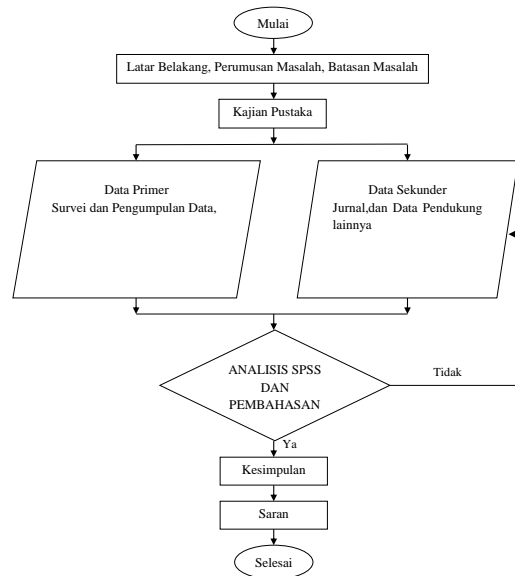 Mulai
Latar Belakang, Perumusan Masalah, Batasan Masalah
Kajian Pustaka
Data Primer
Survei dan Pengumpulan Data,
Data Sekunder
Jurnal,dan Data Pendukung
lainnya
ANALISIS SPSS
DAN
PEMBAHASAN
Tidak
Ya
Kesimpulan
Saran
Selesai